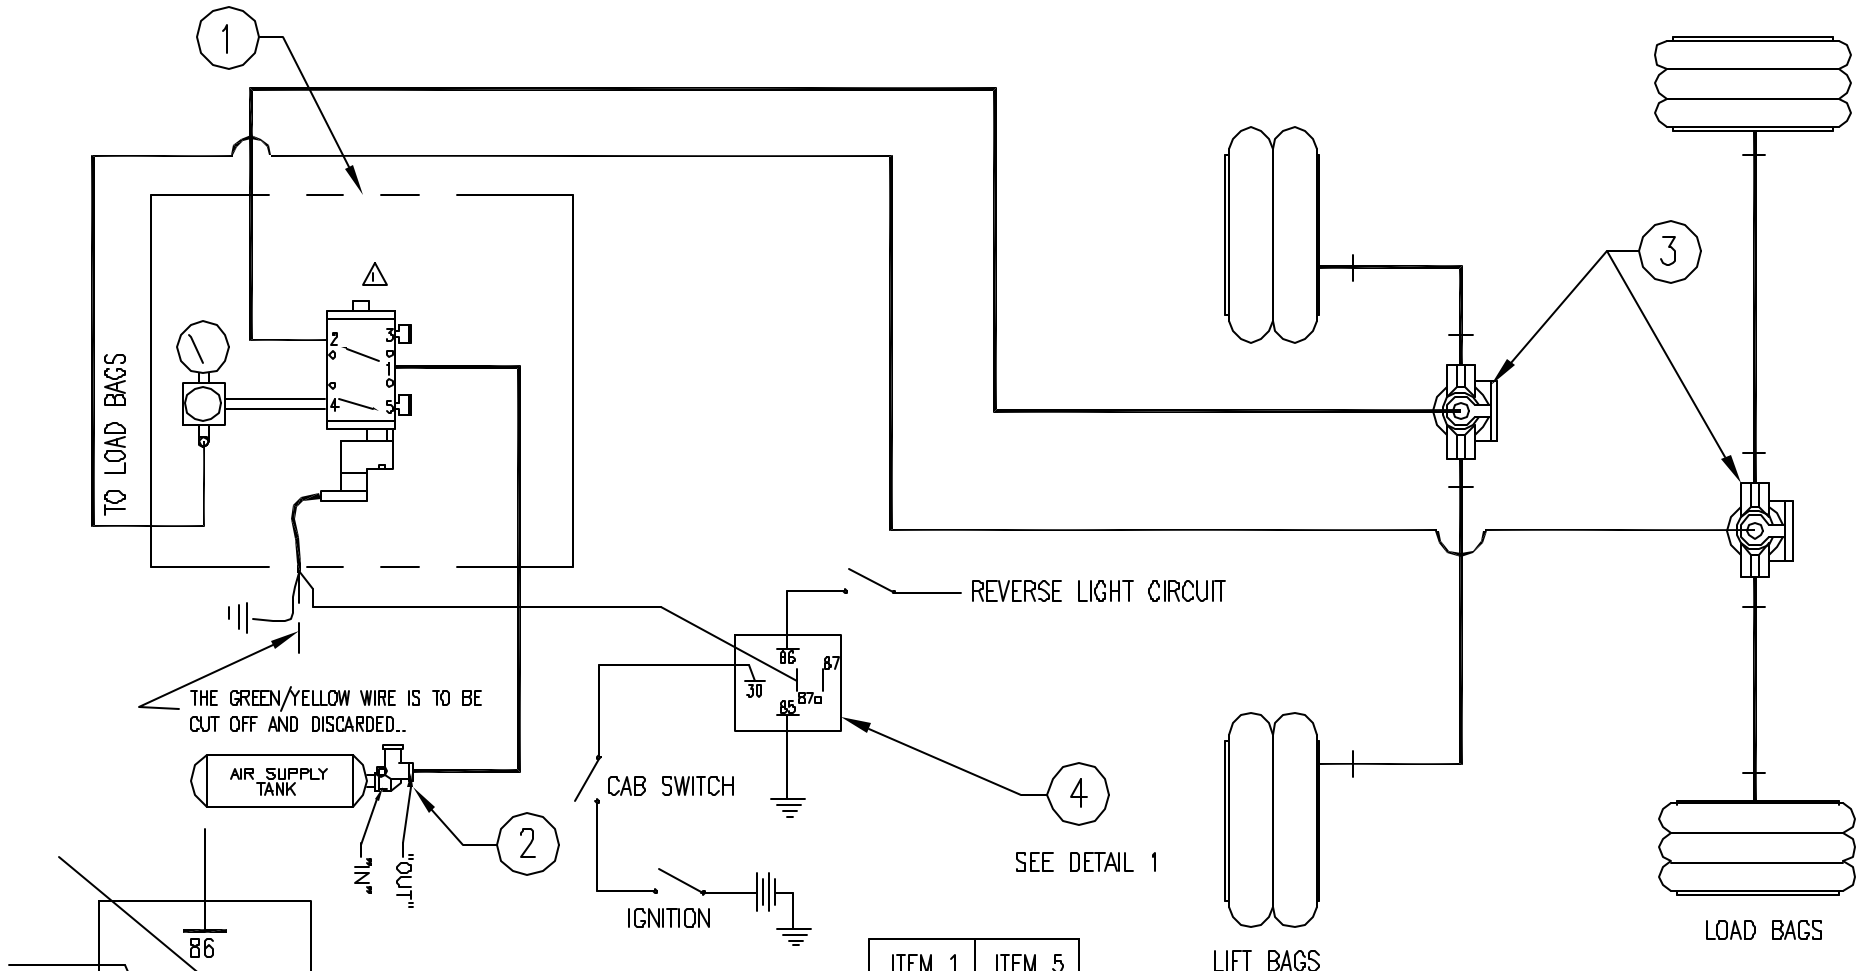 1
3
TO LOAD BAGS
2
3
1
4
5
REVERSE LIGHT CIRCUIT
86
87
30
87a
85
THE GREEN/YELLOW WIRE IS TO BE
CUT OFF AND DISCARDED..
AIR SUPPLY
TANK
CAB SWITCH
4
2
"IN"
"OUT"
SEE DETAIL 1
IGNITION
LOAD BAGS
86
ITEM 1
ITEM 5
LIFT BAGS